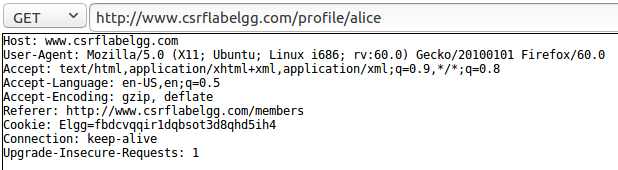 GET http://www.csrflabelgg.com/profile/alice
Host: www.csrflabelgg.com
User-Agent: Mozilla/5.0 (X11; Ubuntu; Linux i686; rv:60.0) Gecko/20100101 Firefox/60.0
Accept: text/html,application/xhtml+xml,application/xml;q=0.9,*/*;q=0.8
Accept-Language: en-US,en;q=0.5
Accept-Encoding: gzip, deflate
Referer: http://www.csrflabelgg.com/members
Cookie: Elgg=fbdcvqqir1dqbsot3d8qhd5ih4
Connection: keep-alive
Upgrade-Insecure-Requests: 1